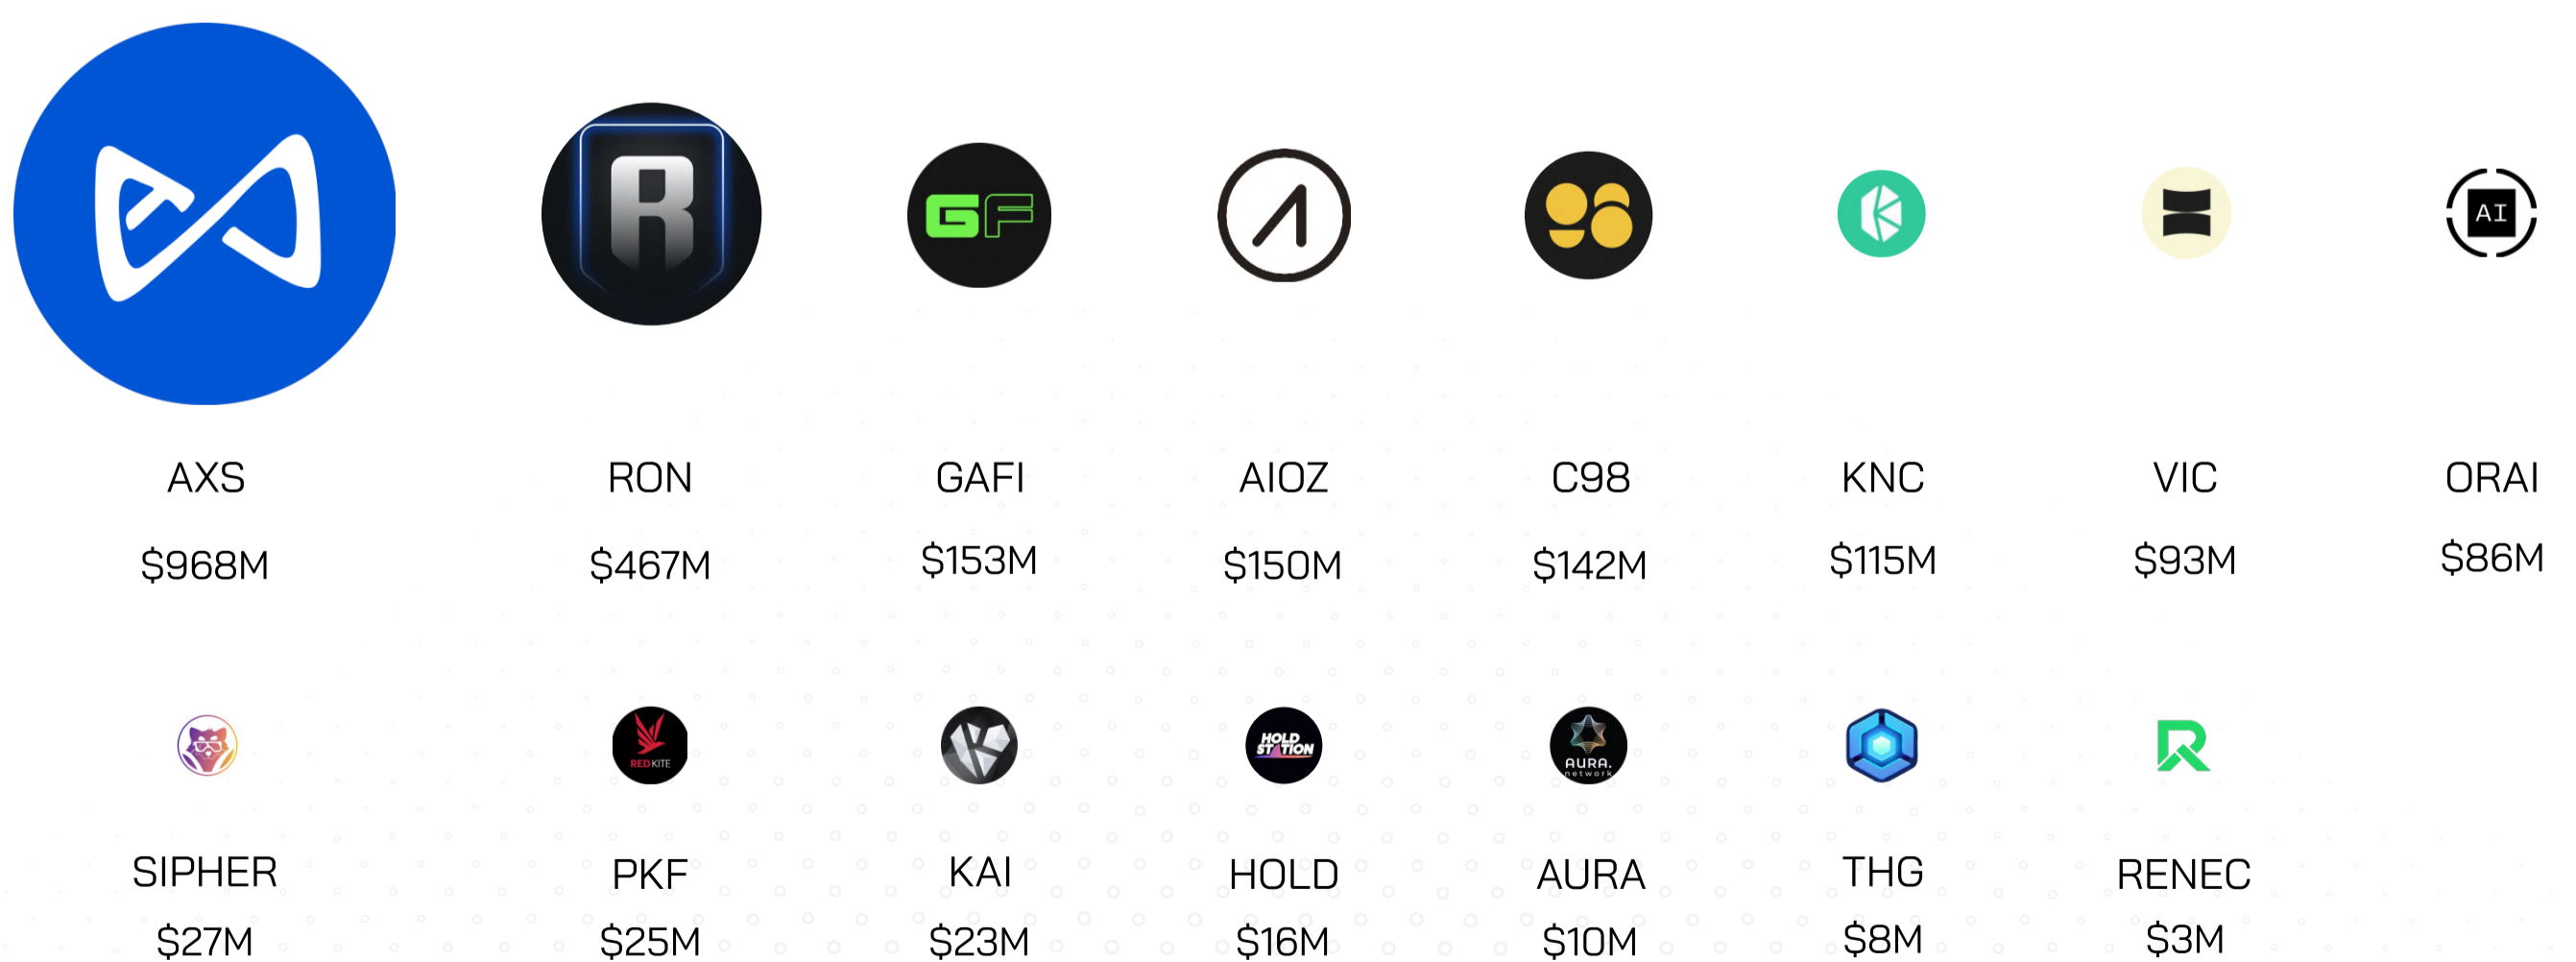 R
GF
AI
AXS
RON
GAFI
AIOZ
C98
KNC
VIC
ORAI
$968M
$467M
$153M
$150M
$142M
$115M
$93M
$86M
RED KITE
HOLD
STATION
AURA.
network
SIPHER
PKF
KAI
HOLD
AURA
THG
RENEC
$27M
$25M
$23M
$16M
$10M
$8M
$3M